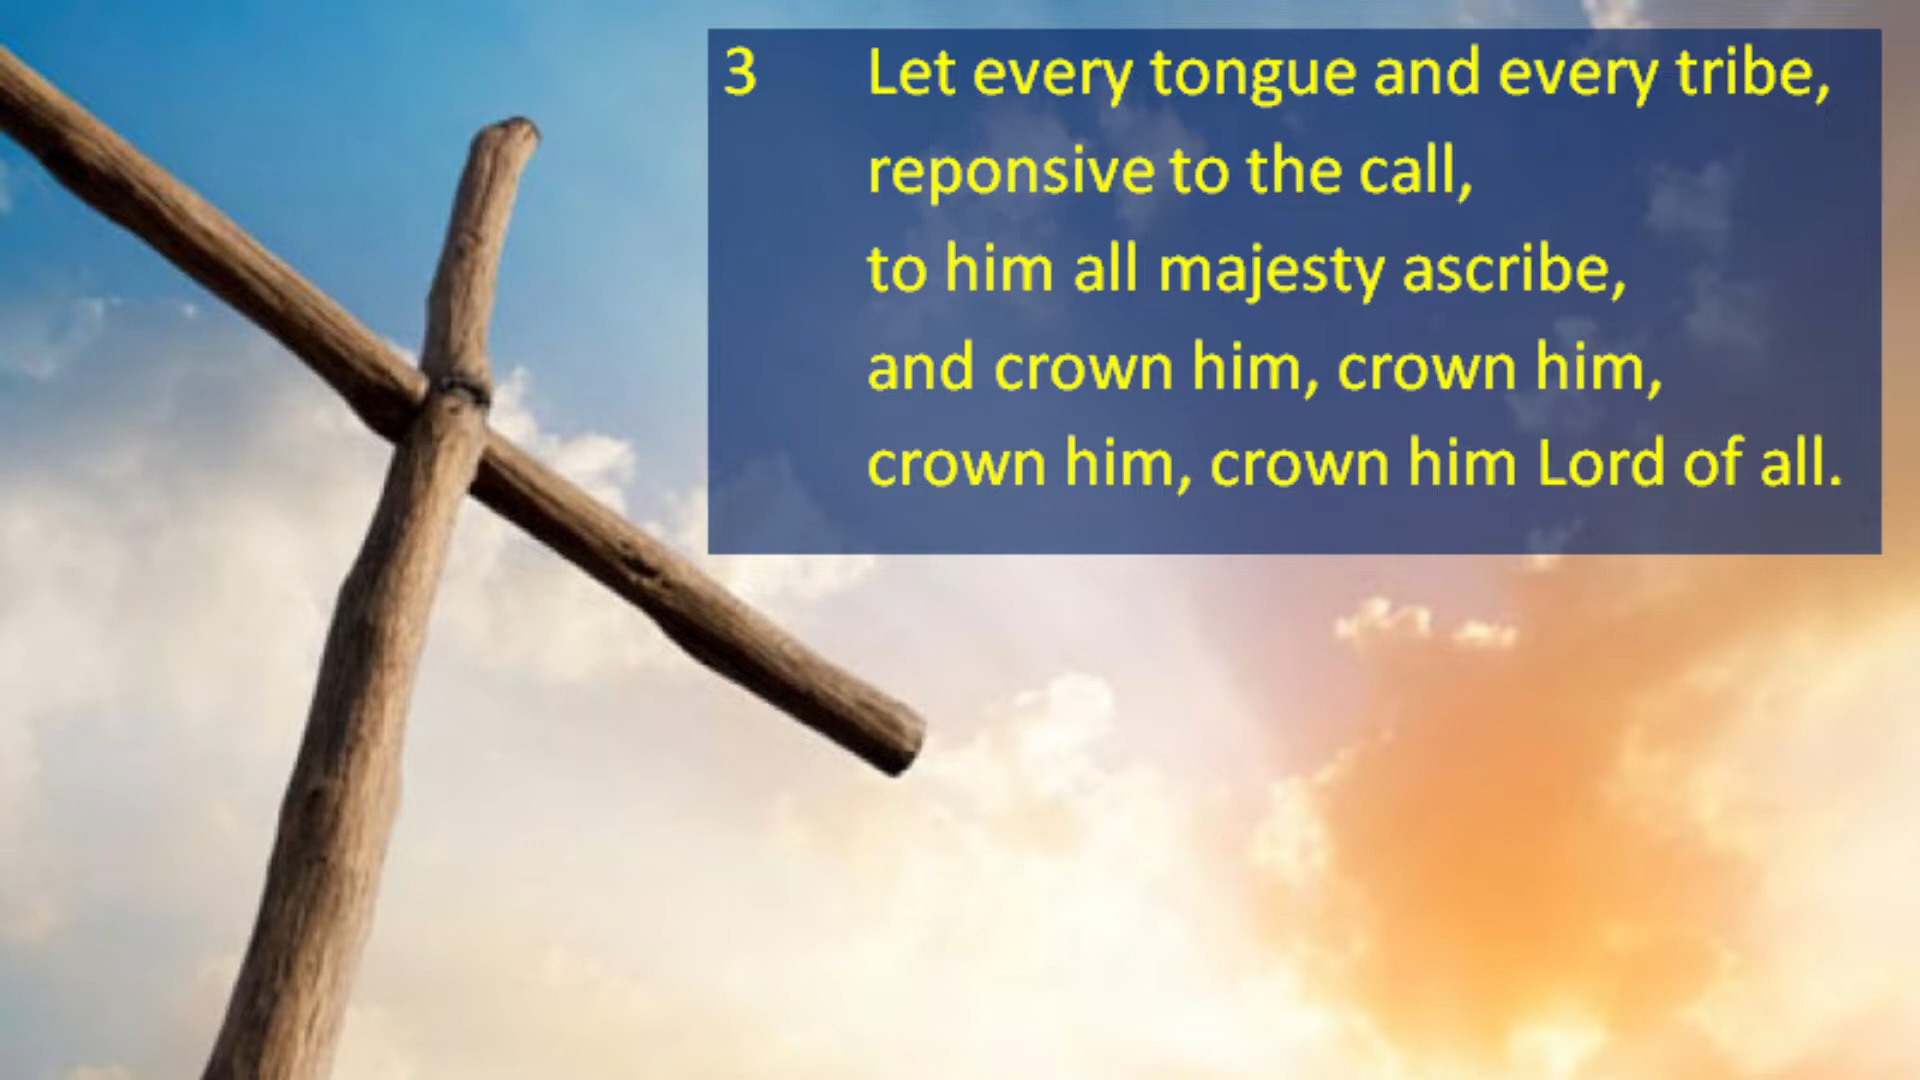 3 Let every tongue and every tribe,
reponsive to the call,
to him all majesty ascribe,
and crown him, crown him,
crown him, crown him Lord of all.